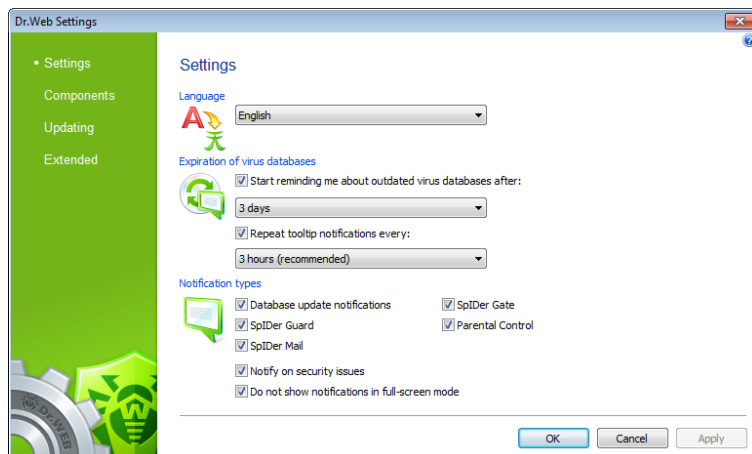 Dr.Web Settings
Settings
Components
Updating
Extended
Settings
Language
English
Expiration of virus databases
Start reminding me about outdated virus databases after:
3 days
Repeat tooltip notifications every:
3 hours (recommended)
Notification types
Database update notifications
SpIDer Gate
SpIDer Guard
Parental Control
SpIDer Mail
Notify on security issues
Do not show notifications in full-screen mode
Dr.WEB
OK
Cancel
Apply